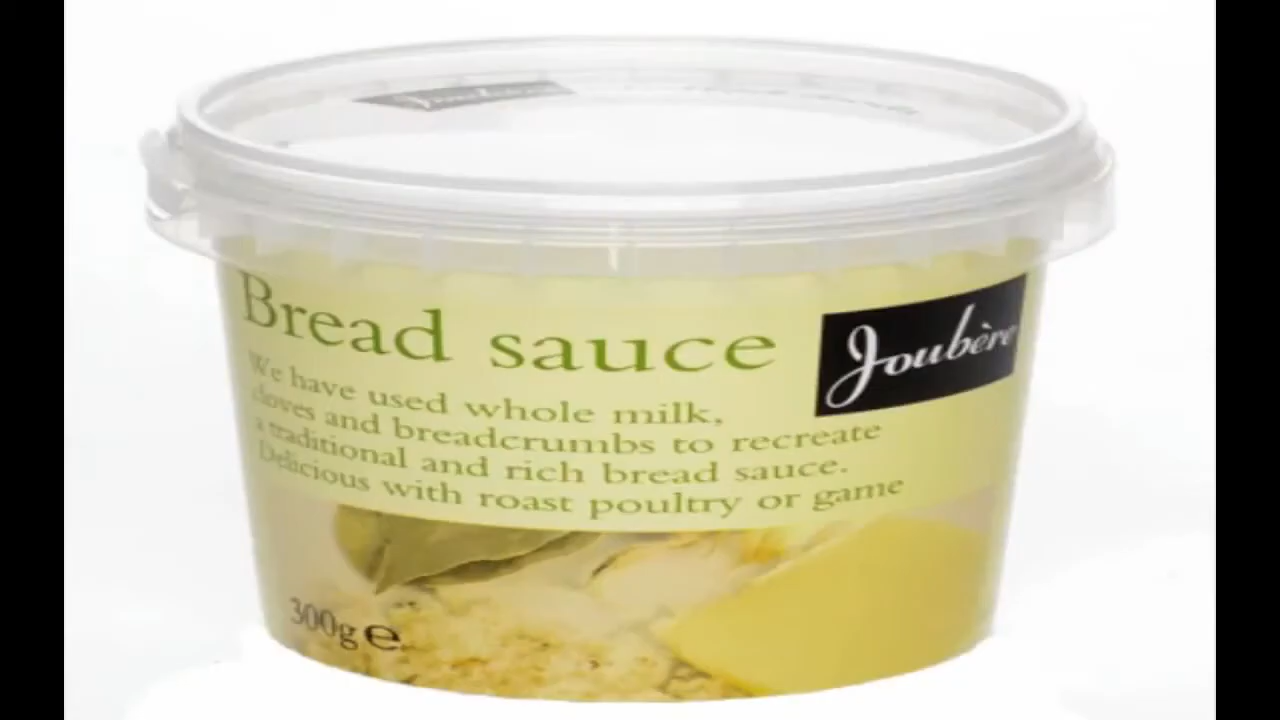 Bread sauce
Joubère
We have used whole milk,
cloves and breadcrumbs to recreate
a traditional and rich bread sauce.
Delicious with roast poultry or game
300g ℮